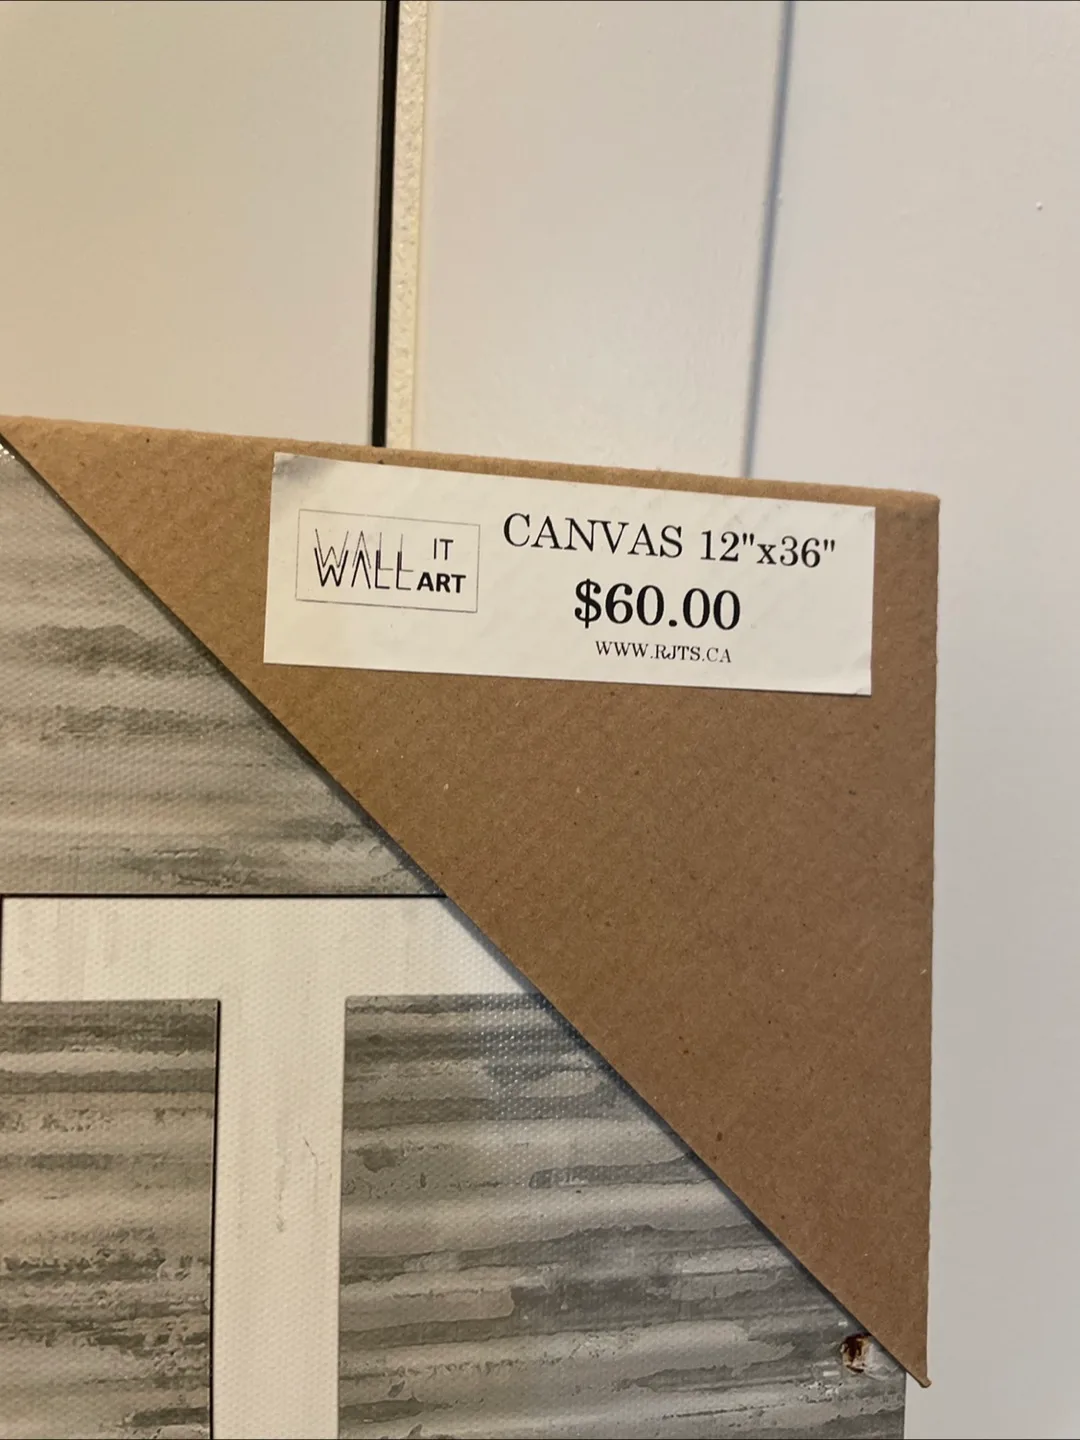 WALL IT
WALL ART
CANVAS 12"x36"
$60.00
WWW.RJTS.CA
T